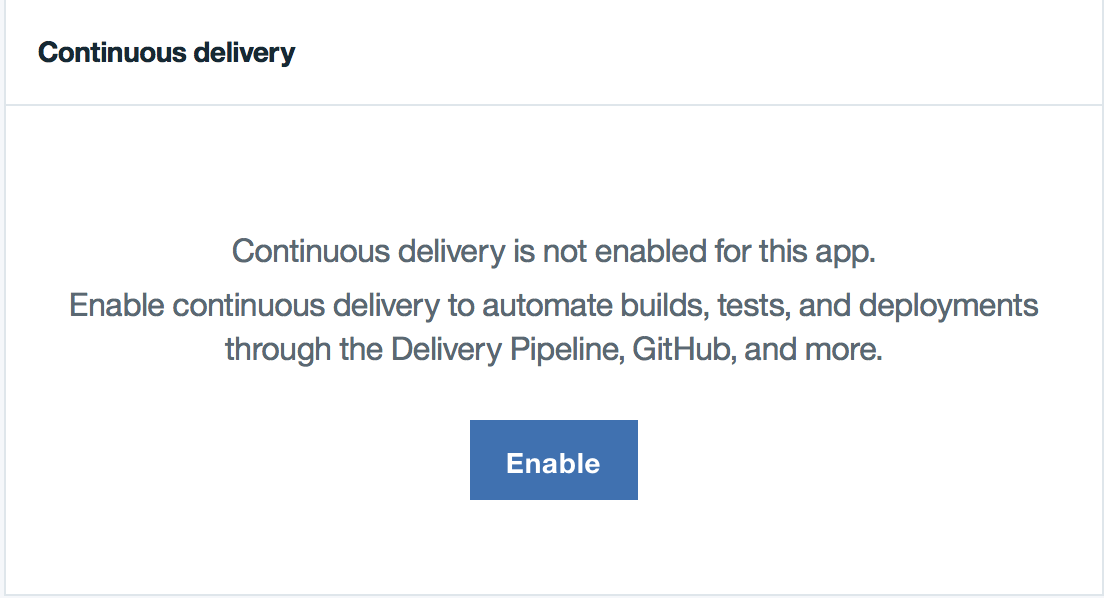 Continuous delivery
Continuous delivery is not enabled for this app.
Enable continuous delivery to automate builds, tests, and deployments
through the Delivery Pipeline, GitHub, and more.
Enable